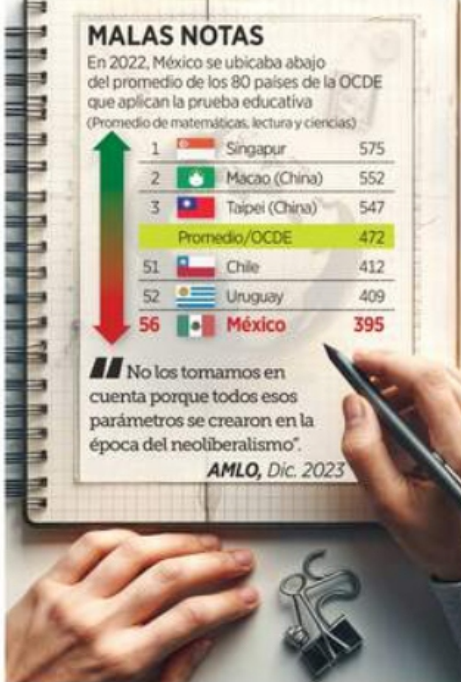 MALAS NOTAS
En 2022, México se ubicaba abajo
del promedio de los 80 países de la OCDE
que aplican la prueba educativa
(Promedio de matemáticas, lectura y ciencias)
1 Singapur 575
2 Macao (China) 552
3 Taipei (China) 547
Promedio/OCDE 472
51 Chile 412
52 Uruguay 409
56 México 395
"No los tomamos en
cuenta porque todos esos
parámetros se crearon en la
época del neoliberalismo".
AMLO, Dic. 2023